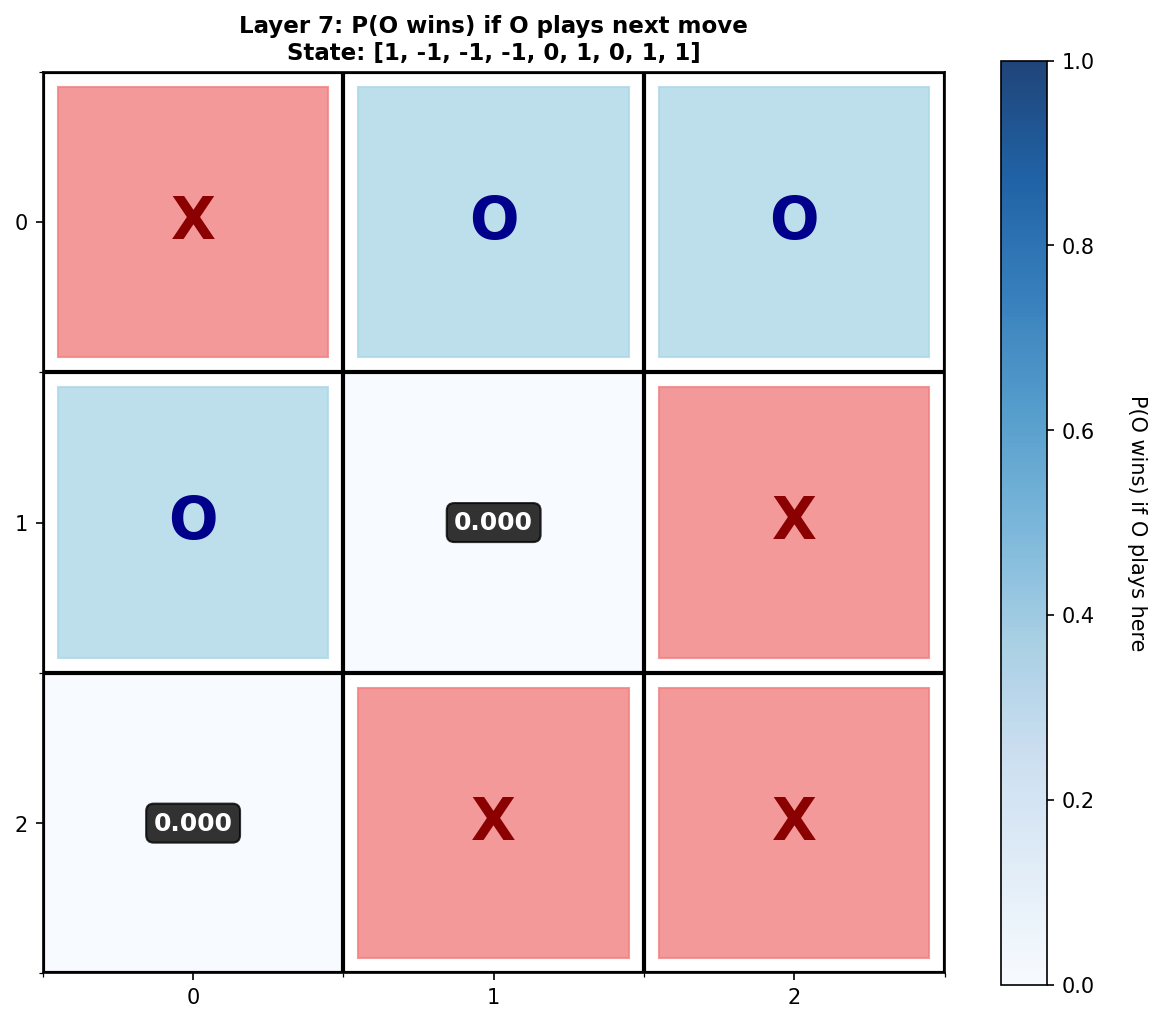 Layer 7: P(O wins) if O plays next move
State: [1, -1, -1, -1, 0, 1, 0, 1, 1]
0
X
O
O
1
O
0.000
X
2
0.000
X
X
0
1
2
1.0
0.8
0.6
0.4
0.2
0.0
P(O wins) if O plays here